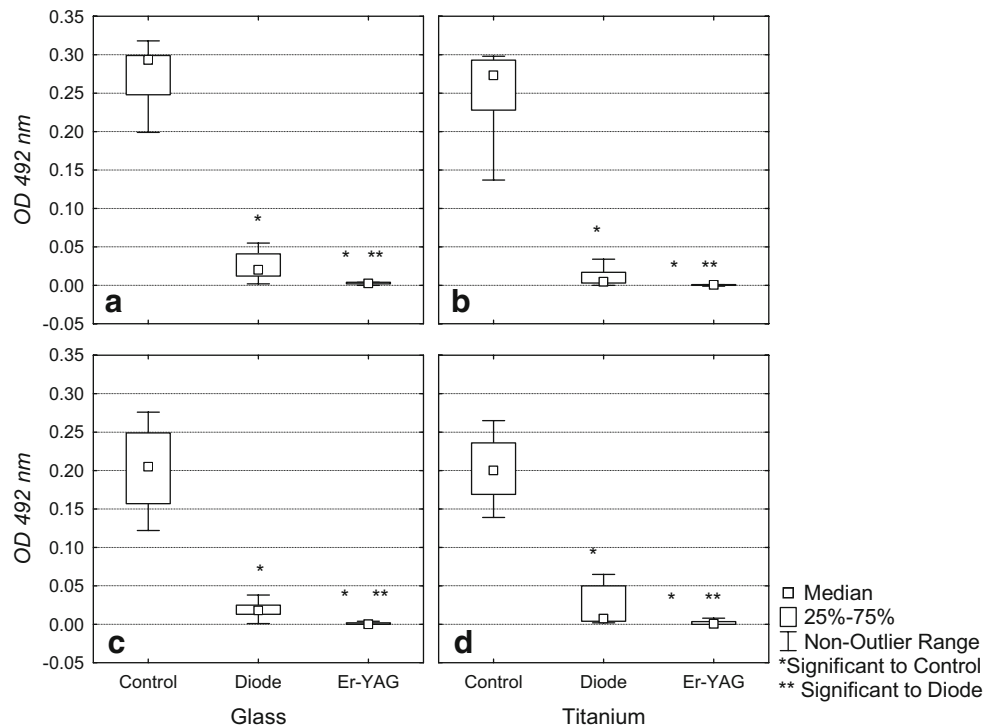 OD 492 nm
0.35
0.30
0.25
0.20
0.15
0.10
0.05
0.00
-0.05
*
* **
a
*
* **
b
OD 492 nm
0.35
0.30
0.25
0.20
0.15
0.10
0.05
0.00
-0.05
*
* **
c
*
* **
d
Control Diode Er-YAG
Glass
Control Diode Er-YAG
Titanium
Median
25%-75%
Non-Outlier Range
*Significant to Control
** Significant to Diode